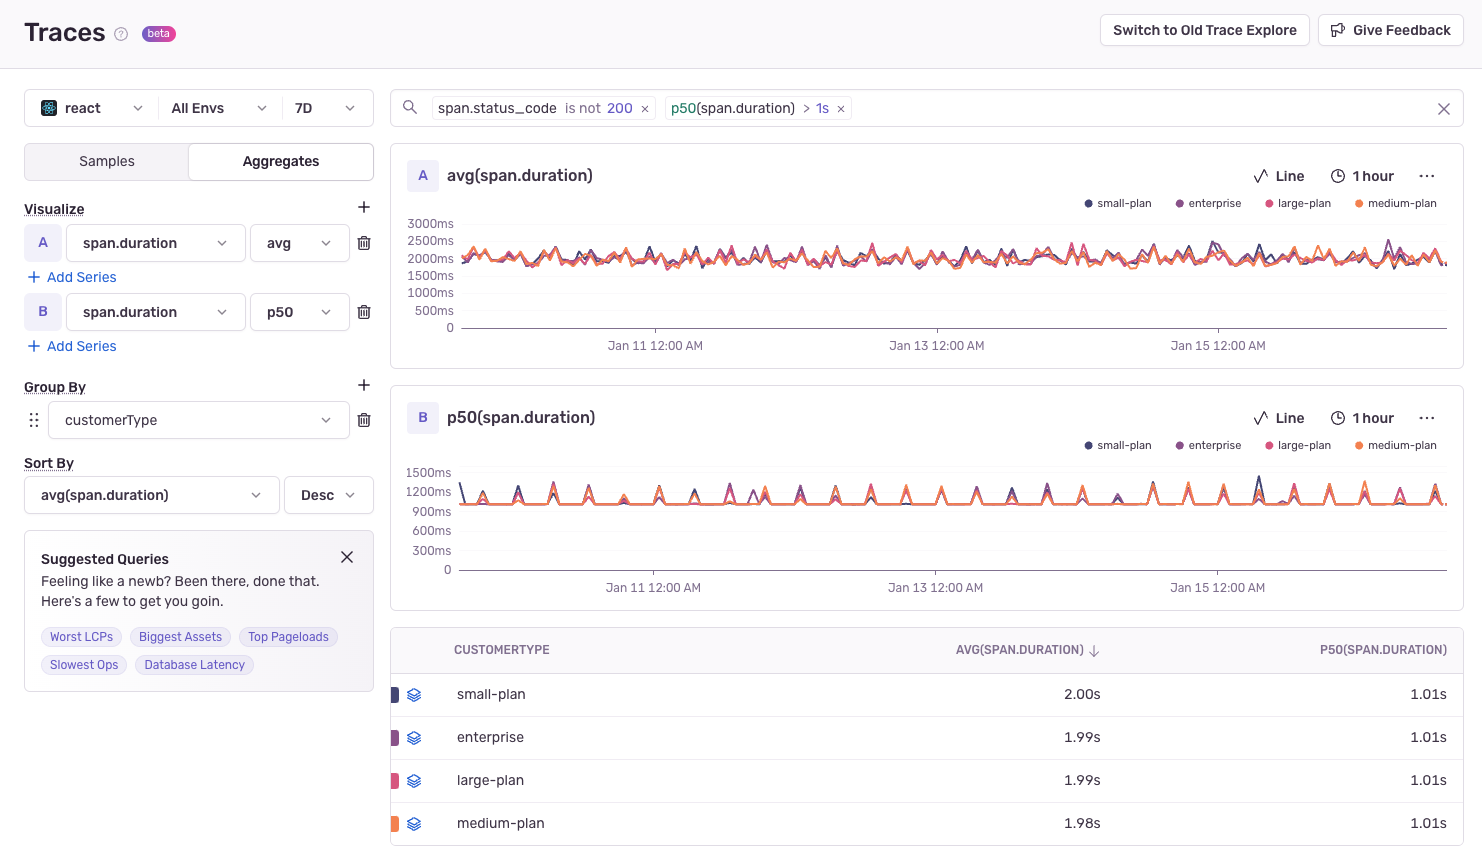 Traces ? beta
Switch to Old Trace Explore Give Feedback
react All Envs 7D
span.status_code is not 200 × p50(span.duration) > 1s ×
Samples Aggregates
Visualize
A span.duration avg
+ Add Series
B span.duration p50
+ Add Series
Group By
customerType
Sort By
avg(span.duration) Desc
Suggested Queries
Feeling like a newb? Been there, done that.
Here's a few to get you goin.
Worst LCPs Biggest Assets Top Pageloads
Slowest Ops Database Latency
A avg(span.duration) Line 1 hour ...
small-plan enterprise large-plan medium-plan
3000ms
2500ms
2000ms
1500ms
1000ms
500ms
0
Jan 11 12:00 AM Jan 13 12:00 AM Jan 15 12:00 AM
B p50(span.duration) Line 1 hour ...
small-plan enterprise large-plan medium-plan
1500ms
1200ms
900ms
600ms
300ms
0
Jan 11 12:00 AM Jan 13 12:00 AM Jan 15 12:00 AM
CUSTOMERTYPE AVG(SPAN.DURATION) ↓ P50(SPAN.DURATION)
small-plan 2.00s 1.01s
enterprise 1.99s 1.01s
large-plan 1.99s 1.01s
medium-plan 1.98s 1.01s